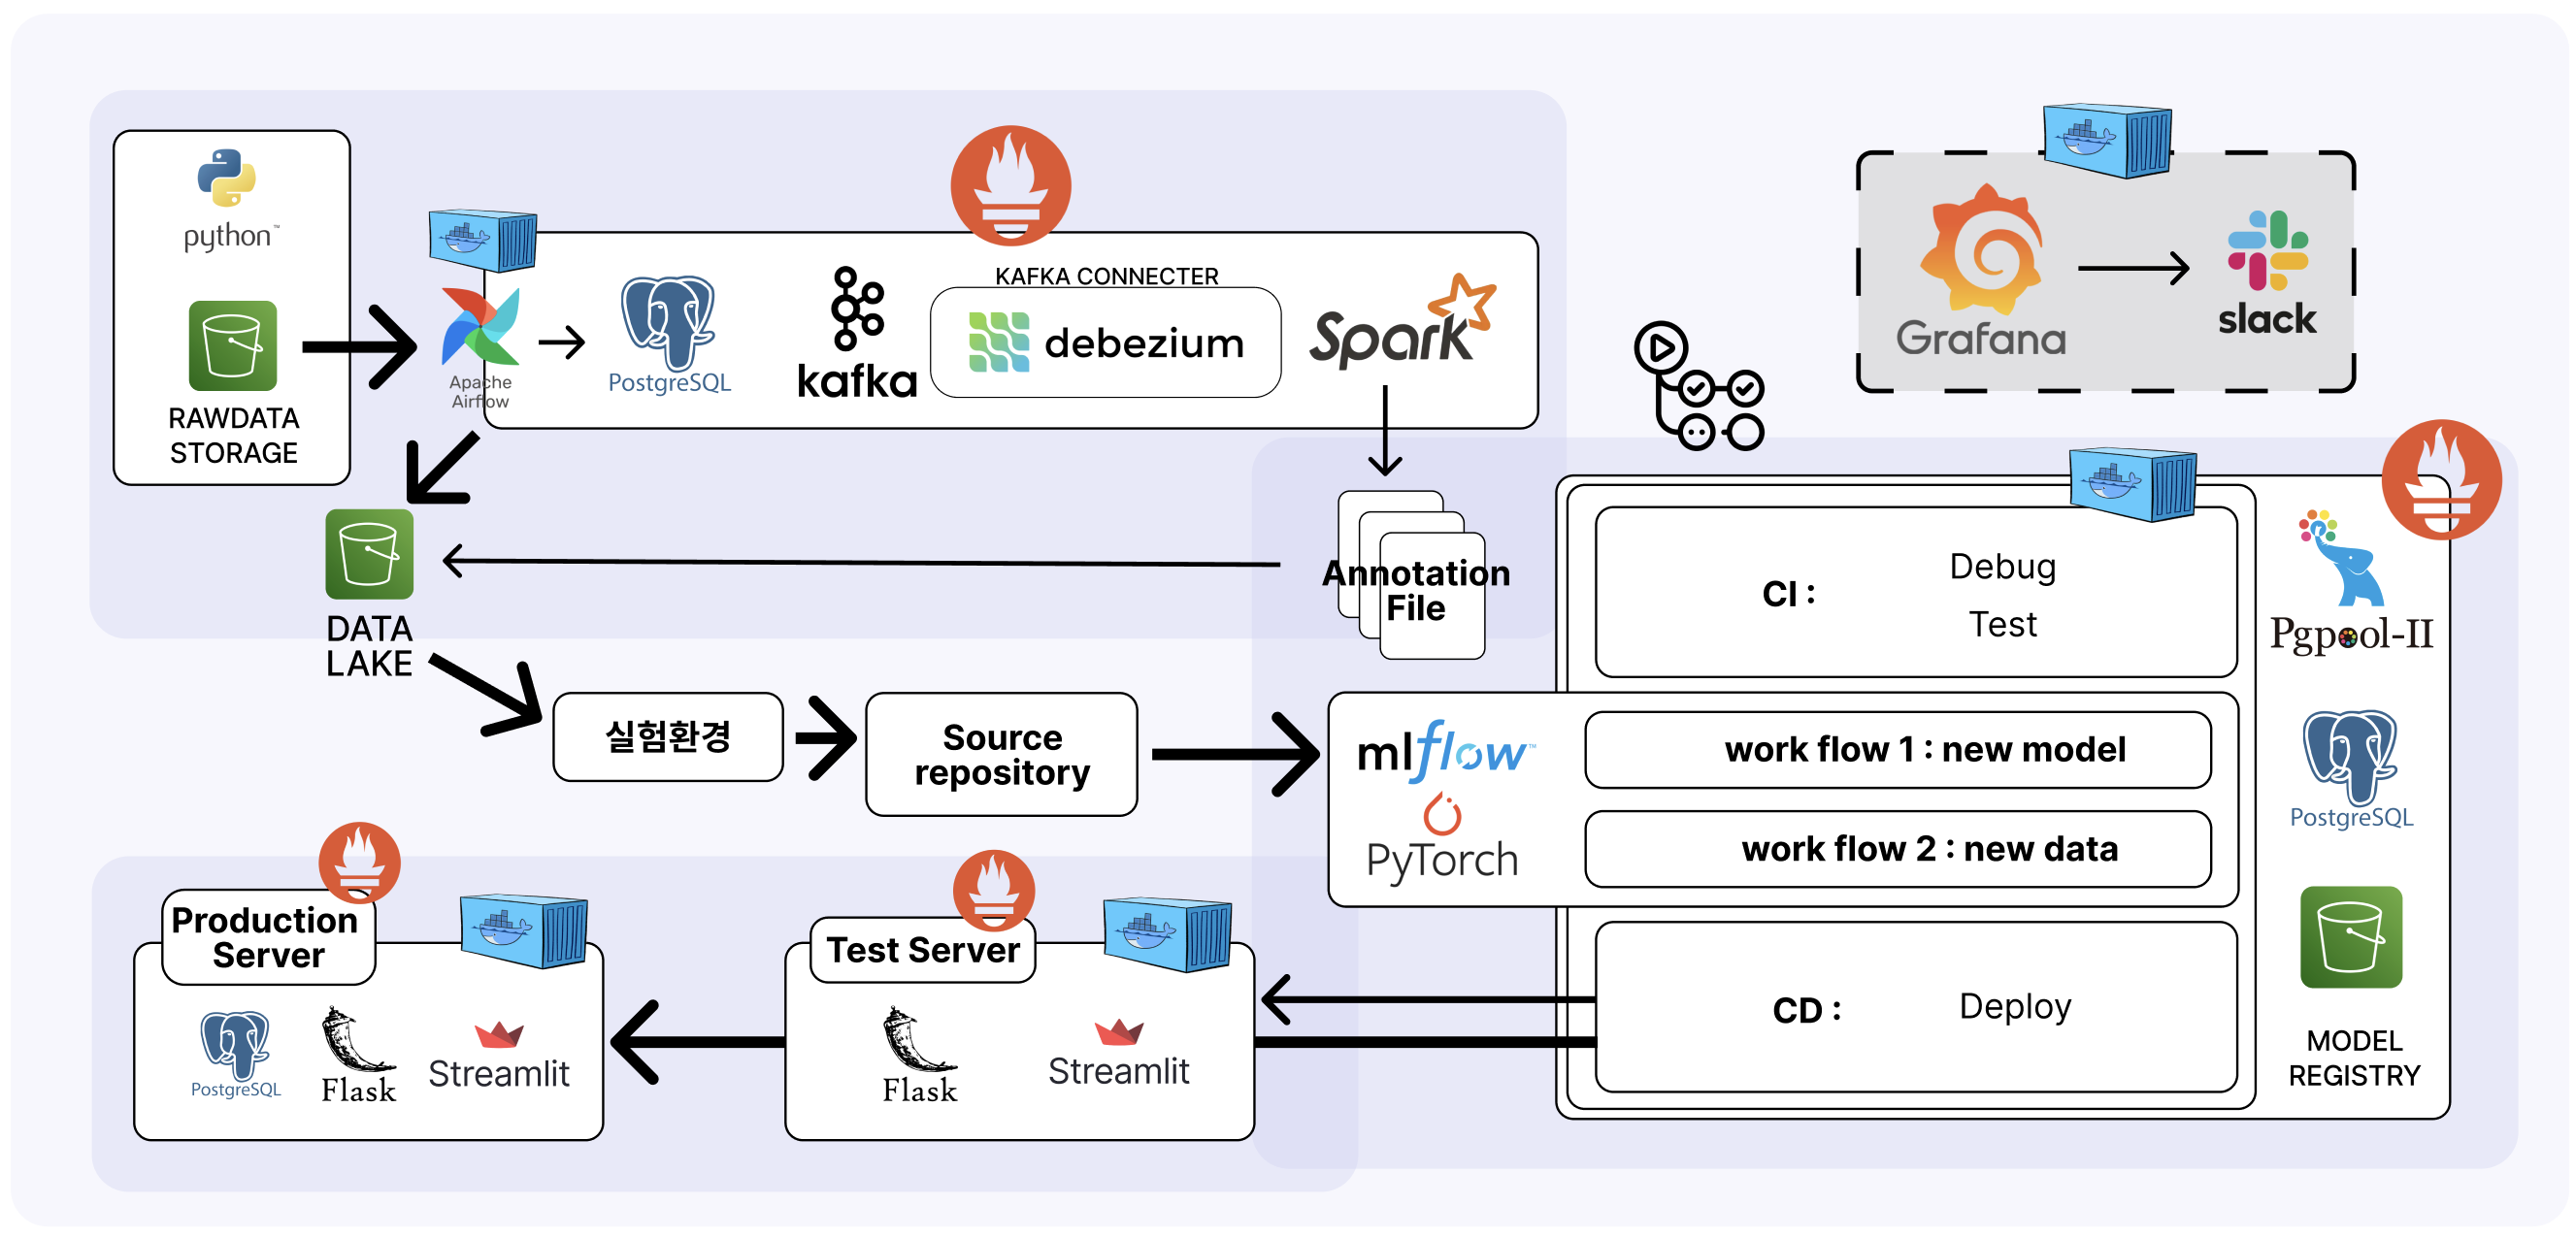 python™
RAWDATA
STORAGE
Apache
Airflow
PostgreSQL
kafka
KAFKA CONNECTER
debezium
Spark
Grafana
slack
DATA
LAKE
Annotation
File
실험환경
Source
repository
CI :
Debug
Test
mlflow™
PyTorch
work flow 1 : new model
work flow 2 : new data
CD :
Deploy
Pgpool-II
PostgreSQL
MODEL
REGISTRY
Production
Server
PostgreSQL
Flask
Streamlit
Test Server
Flask
Streamlit